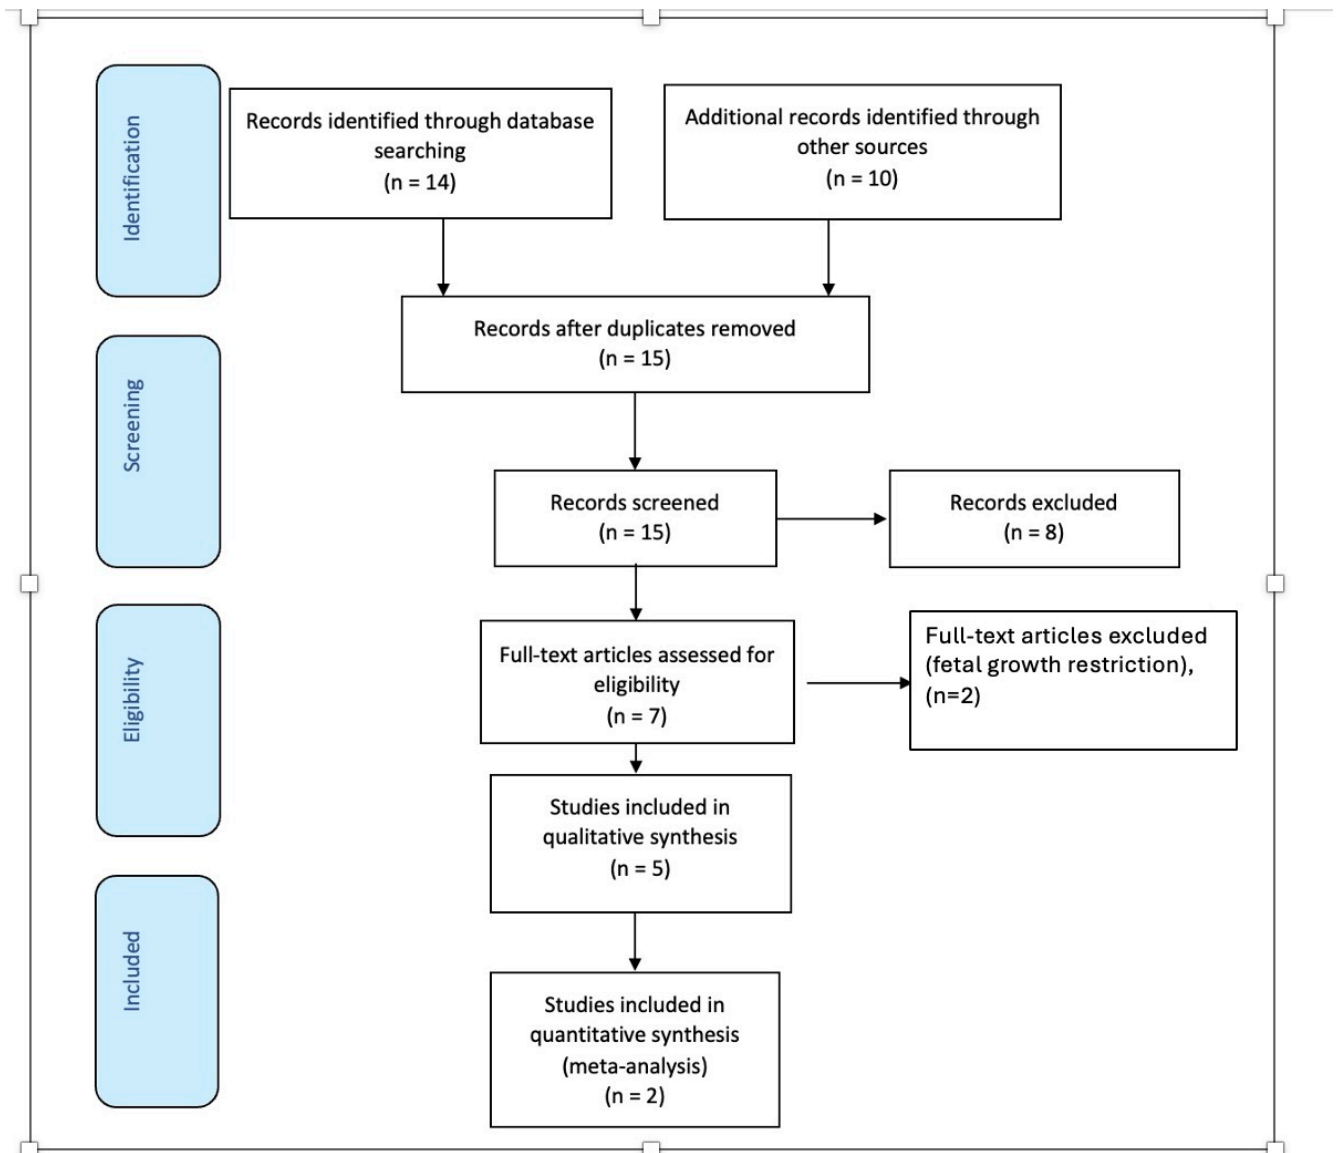 Identification
Records identified through database
searching
(n = 14)
Additional records identified through
other sources
(n = 10)
Records after duplicates removed
(n = 15)
Screening
Records screened
(n = 15)
Records excluded
(n = 8)
Eligibility
Full-text articles assessed for
eligibility
(n = 7)
Full-text articles excluded
(fetal growth restriction),
(n=2)
Studies included in
qualitative synthesis
(n = 5)
Included
Studies included in
quantitative synthesis
(meta-analysis)
(n = 2)